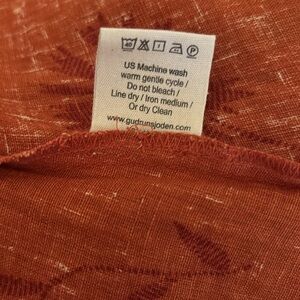 40 P
US Machine wash
warm gentle cycle /
Do not bleach /
Line dry / Iron medium /
Or dry Clean
www.gudrunsjoden.com